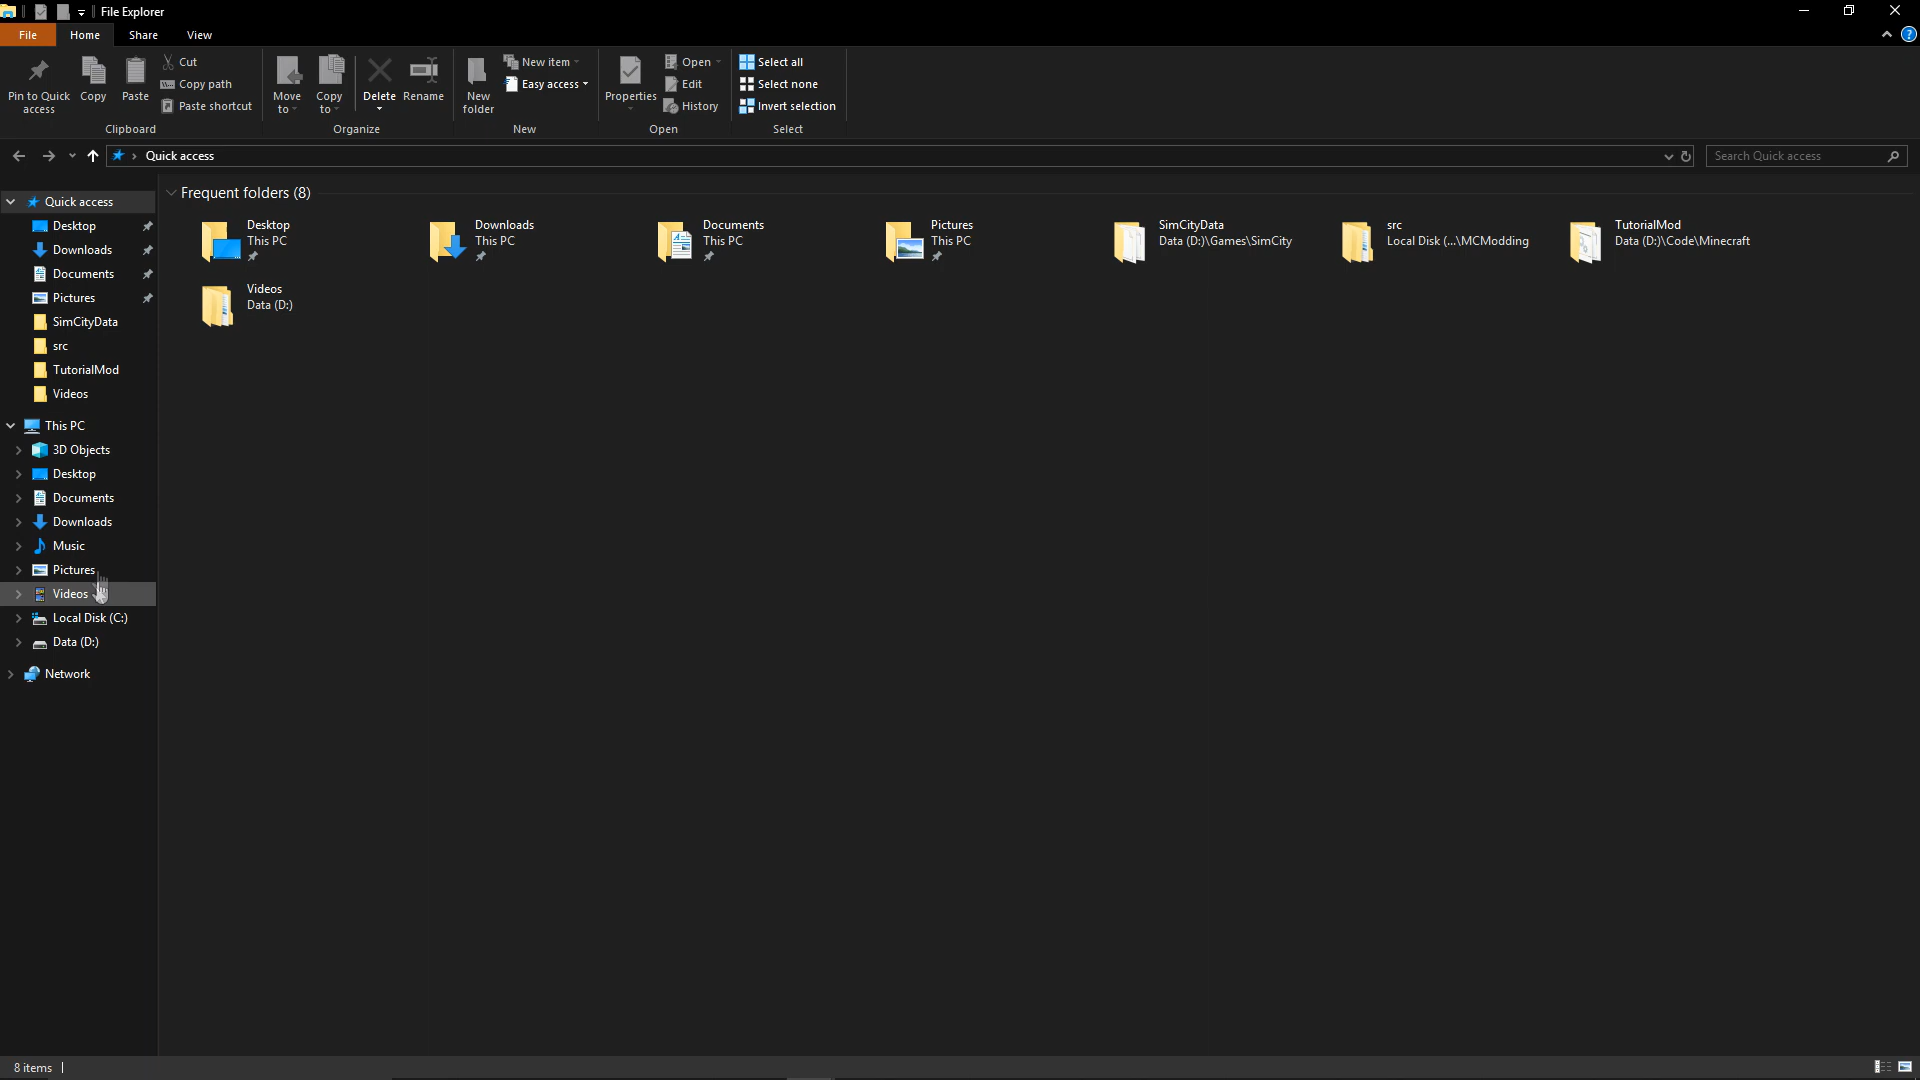 File Explorer
File Home Share View
Pin to Quick access
Copy
Paste
Cut
Copy path
Paste shortcut
Clipboard
Move to
Copy to
Delete
Rename
Organize
New folder
New item
Easy access
New
Properties
Open
Edit
History
Open
Select all
Select none
Invert selection
Select
Quick access
Search Quick access
Quick access
Desktop
Downloads
Documents
Pictures
SimCityData
src
TutorialMod
Videos
This PC
3D Objects
Desktop
Documents
Downloads
Music
Pictures
Videos
Local Disk (C:)
Data (D:)
Network
Frequent folders (8)
Desktop
This PC
Downloads
This PC
Documents
This PC
Pictures
This PC
SimCityData
Data (D:)\Games\SimCity
src
Local Disk (...\MCModding
TutorialMod
Data (D:)\Code\Minecraft
Videos
Data (D:)
8 items